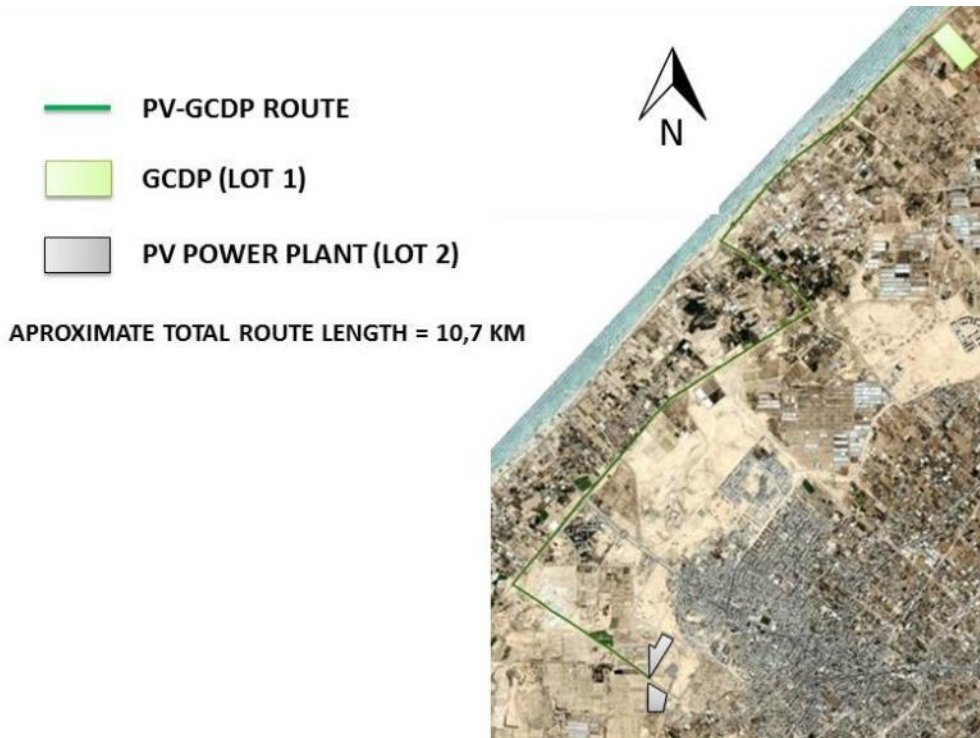 PV-GCDP ROUTE
GCDP (LOT 1)
PV POWER PLANT (LOT 2)
APROXIMATE TOTAL ROUTE LENGTH = 10,7 KM
N